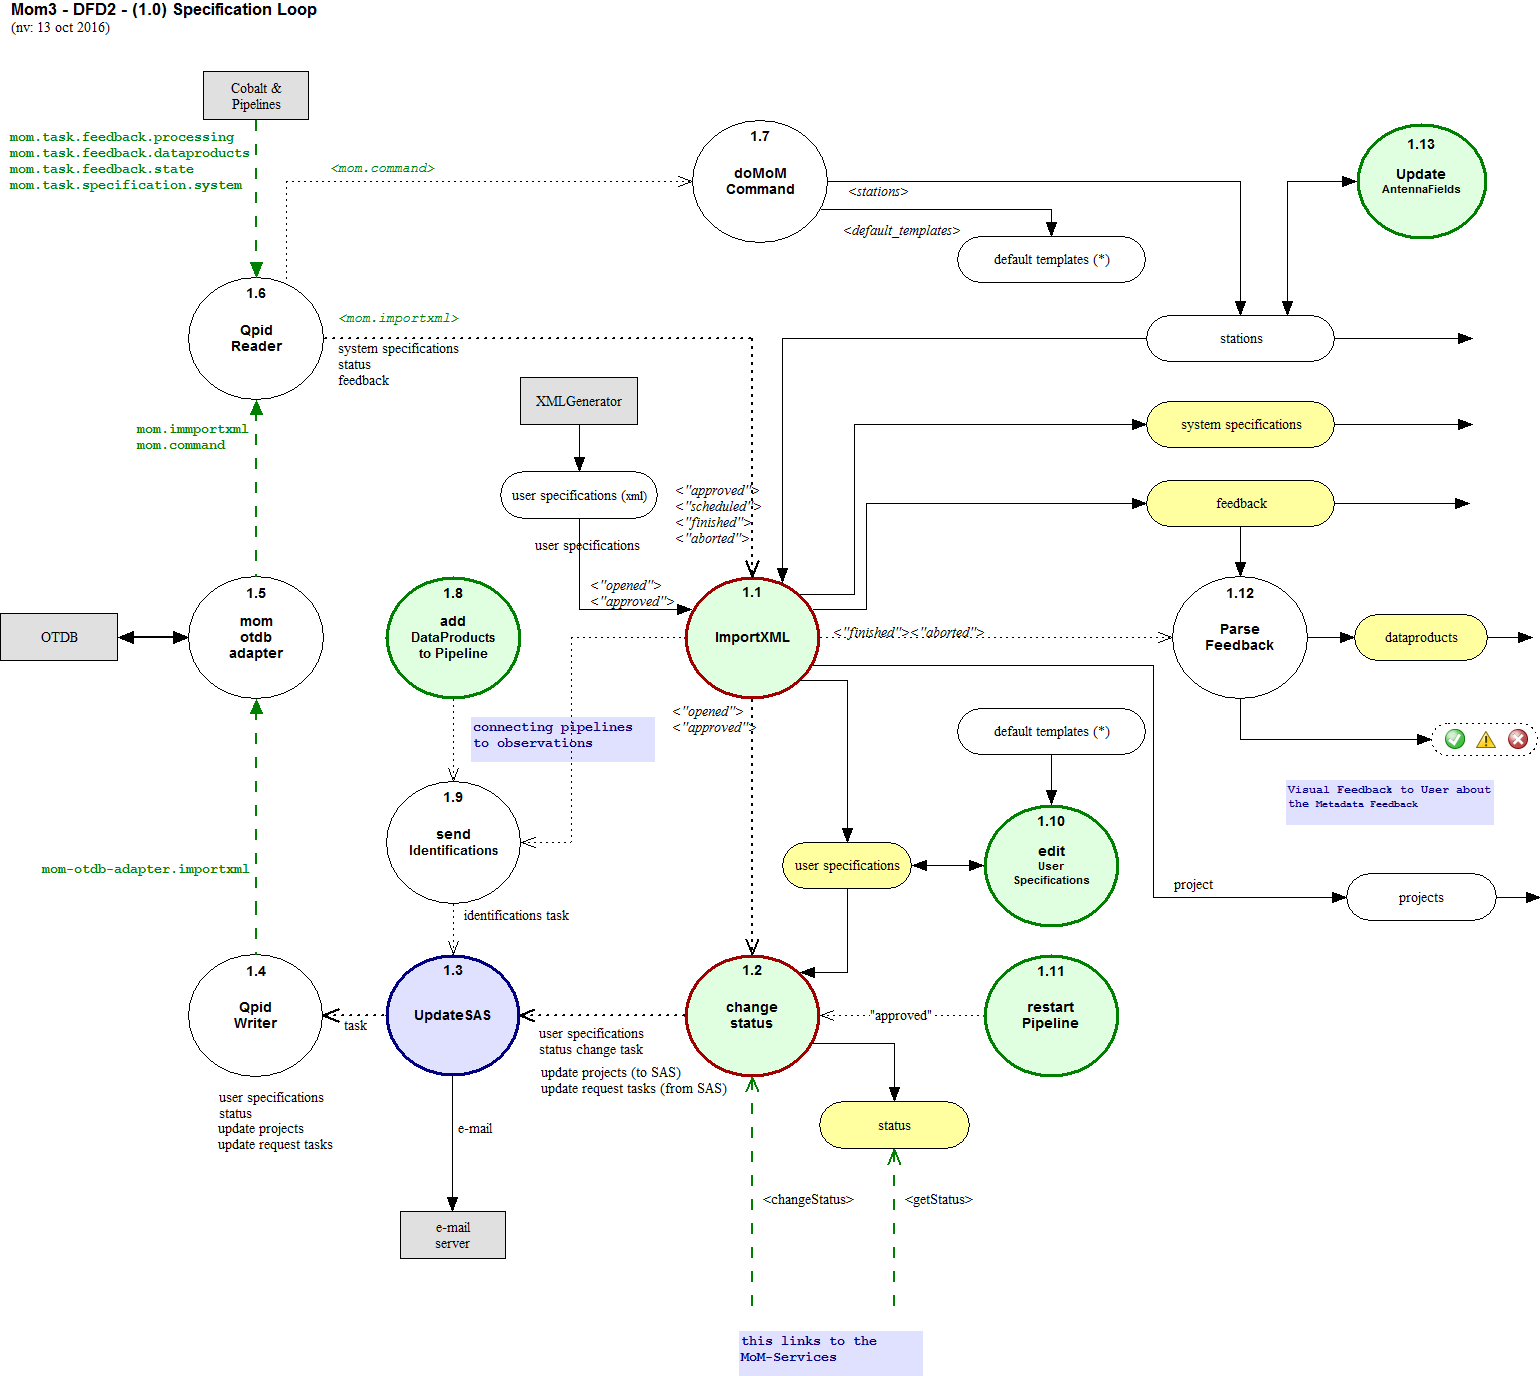 Mom3 - DFD2 - (1.0) Specification Loop
(nv: 13 oct 2016)
Cobalt &
Pipelines
mom.task.feedback.processing
mom.task.feedback.dataproducts
mom.task.feedback.state
mom.task.specification.system
<mom.command>
1.7
doMoM
Command
<stations>
<default_templates>
default templates (*)
1.13
Update
AntennaFields
1.6
Qpid
Reader
<mom.importxml>
system specifications
status
feedback
stations
XMLGenerator
system specifications
mom.immportxml
mom.command
user specifications (xml)
<"approved">
<"scheduled">
<"finished">
<"aborted">
feedback
user specifications
<"opened">
<"approved">
OTDB
1.5
mom
otdb
adapter
1.8
add
DataProducts
to Pipeline
1.1
ImportXML
<"finished"><"aborted">
1.12
Parse
Feedback
dataproducts
connecting pipelines
to observations
<"opened">
<"approved">
default templates (*)
Visual Feedback to User about
the Metadata Feedback
1.9
send
Identifications
user specifications
1.10
edit
User
Specifications
mom-otdb-adapter.importxml
project
projects
identifications task
1.4
Qpid
Writer
task
1.3
UpdateSAS
1.2
change
status
"approved"
1.11
restart
Pipeline
user specifications
status change task
update projects (to SAS)
update request tasks (from SAS)
user specifications
status
update projects
update request tasks
e-mail
status
<changeStatus>
<getStatus>
e-mail
server
this links to the
MoM-Services